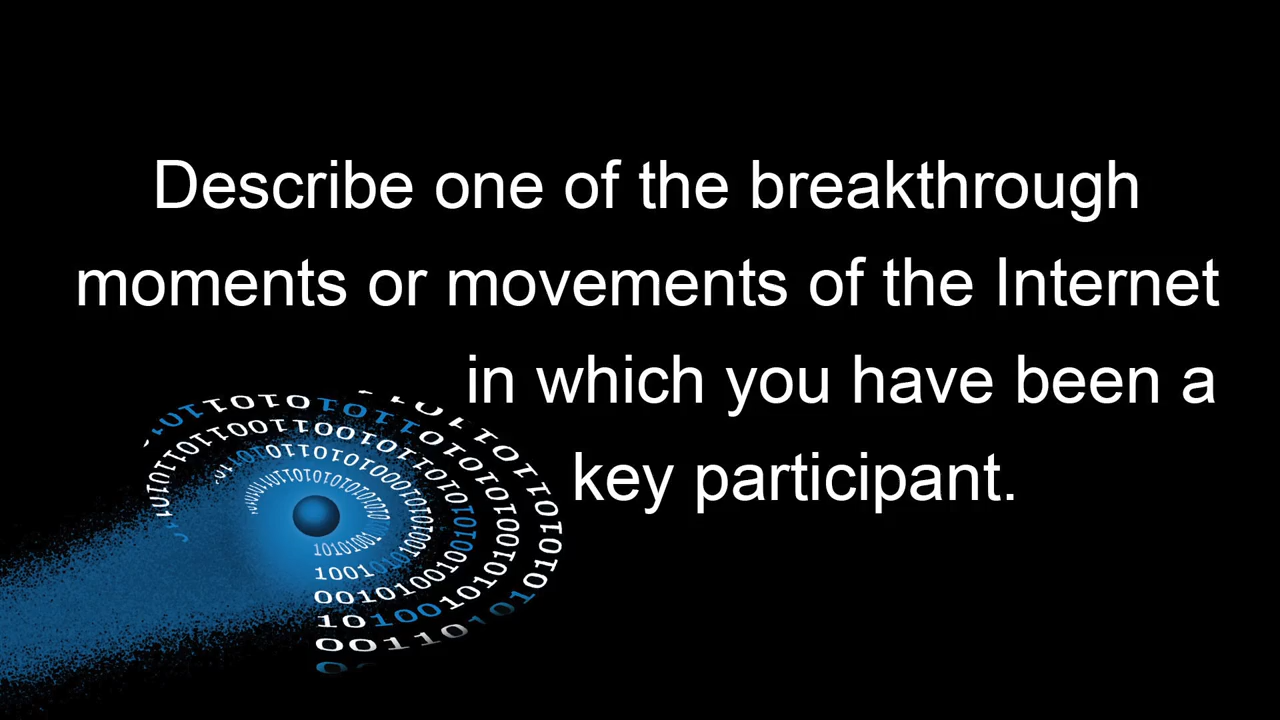 Describe one of the breakthrough
moments or movements of the Internet
in which you have been a
key participant.